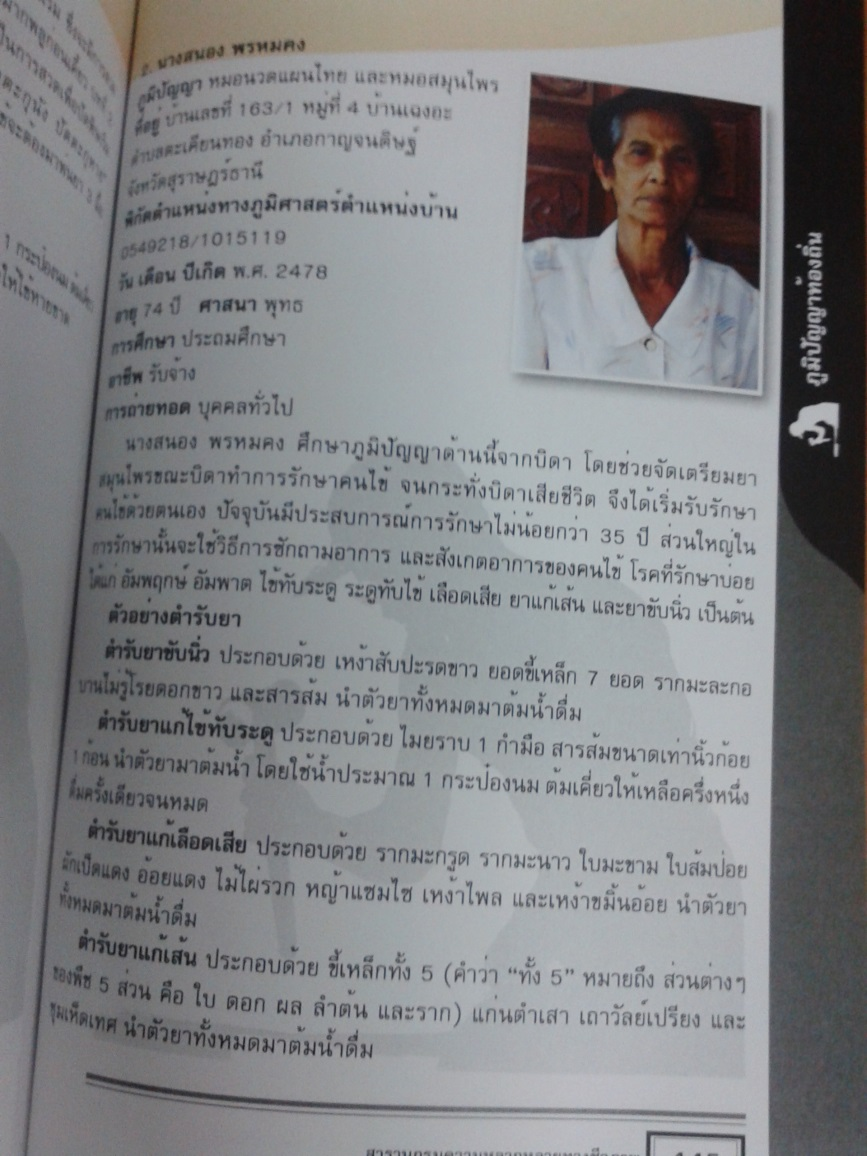 ๒. นางสนอง พรหมคง
ภูมิปัญญา หมอนวดแผนไทย และหมอสมุนไพร
ที่อยู่ บ้านเลขที่ 163/1 หมู่ที่ 4 บ้านเฉงอะ
ตำบลตะเคียนทอง อำเภอกาญจนดิษฐ์
จังหวัดสุราษฎร์ธานี
พิกัดตำแหน่งทางภูมิศาสตร์ตำแหน่งบ้าน
0549218/1015119
วัน เดือน ปีเกิด พ.ศ. 2478
อายุ 74 ปี ศาสนา พุทธ
การศึกษา ประถมศึกษา
อาชีพ รับจ้าง
การถ่ายทอด บุคคลทั่วไป
นางสนอง พรหมคง ศึกษาภูมิปัญญาด้านนี้จากบิดา โดยช่วยจัดเตรียมยา
สมุนไพรขณะบิดาทำการรักษาคนไข้ จนกระทั่งบิดาเสียชีวิต จึงได้เริ่มรับรักษา
คนไข้ด้วยตนเอง ปัจจุบันมีประสบการณ์การรักษาไม่น้อยกว่า 35 ปี ส่วนใหญ่ใน
การรักษานั้นจะใช้วิธีการซักถามอาการ และสังเกตอาการของคนไข้ โรคที่รักษาบ่อย
ได้แก่ อัมพฤกษ์ อัมพาต ไข้ทับระดู ระดูทับไข้ เลือดเสีย ยาแก้เส้น และยาขับนิ่ว เป็นต้น
ตัวอย่างตำรับยา
ตำรับยาขับนิ่ว ประกอบด้วย เหง้าสับปะรดขาว ยอดขี้เหล็ก 7 ยอด รากมะละกอ
บานไม่รู้โรยดอกขาว และสารส้ม นำตัวยาทั้งหมดมาต้มน้ำดื่ม
ตำรับยาแก้ไข้ทับระดู ประกอบด้วย ไมยราบ 1 กำมือ สารส้มขนาดเท่านิ้วก้อย
1 ก้อน นำตัวยามาต้มน้ำ โดยใช้น้ำประมาณ 1 กระป๋องนม ต้มเคี่ยวให้เหลือครึ่งหนึ่ง
ดื่มครั้งเดียวจนหมด
ตำรับยาแก้เลือดเสีย ประกอบด้วย รากมะกรูด รากมะนาว ใบมะขาม ใบส้มป่อย
ผักเป็ดแดง อ้อยแดง ไม้ไผ่รวก หญ้าแซมไซ เหง้าไพล และเหง้าขมิ้นอ้อย นำตัวยา
ทั้งหมดมาต้มน้ำดื่ม
ตำรับยาแก้เส้น ประกอบด้วย ขี้เหล็กทั้ง 5 (คำว่า "ทั้ง 5" หมายถึง ส่วนต่างๆ
ของพืช 5 ส่วน คือ ใบ ดอก ผล ลำต้น และราก) แก่นตำเสา เถาวัลย์เปรียง และ
ชุมเห็ดเทศ นำตัวยาทั้งหมดมาต้มน้ำดื่ม
ภูมิปัญญาท้องถิ่น
1 กระป๋องนม